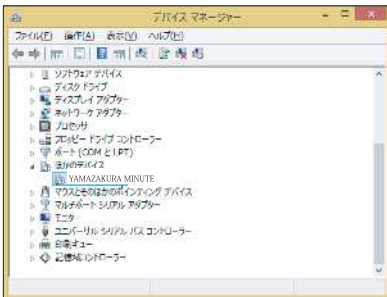 デバイス マネージャー
ファイル(F) 操作(A) 表示(V) ヘルプ(H)
ソフトウェア デバイス
ディスク ドライブ
ディスプレイ アダプター
ネットワーク アダプター
プロセッサ
フロッピー ドライブ コントローラー
ポート (COM と LPT)
ほかのデバイス
YAMAZAKURA MINUTE
マウスとそのほかのポインティング デバイス
マルチポート シリアル アダプター
モニター
ユニバーサル シリアル バス コントローラー
印刷キュー
記憶域コントローラー